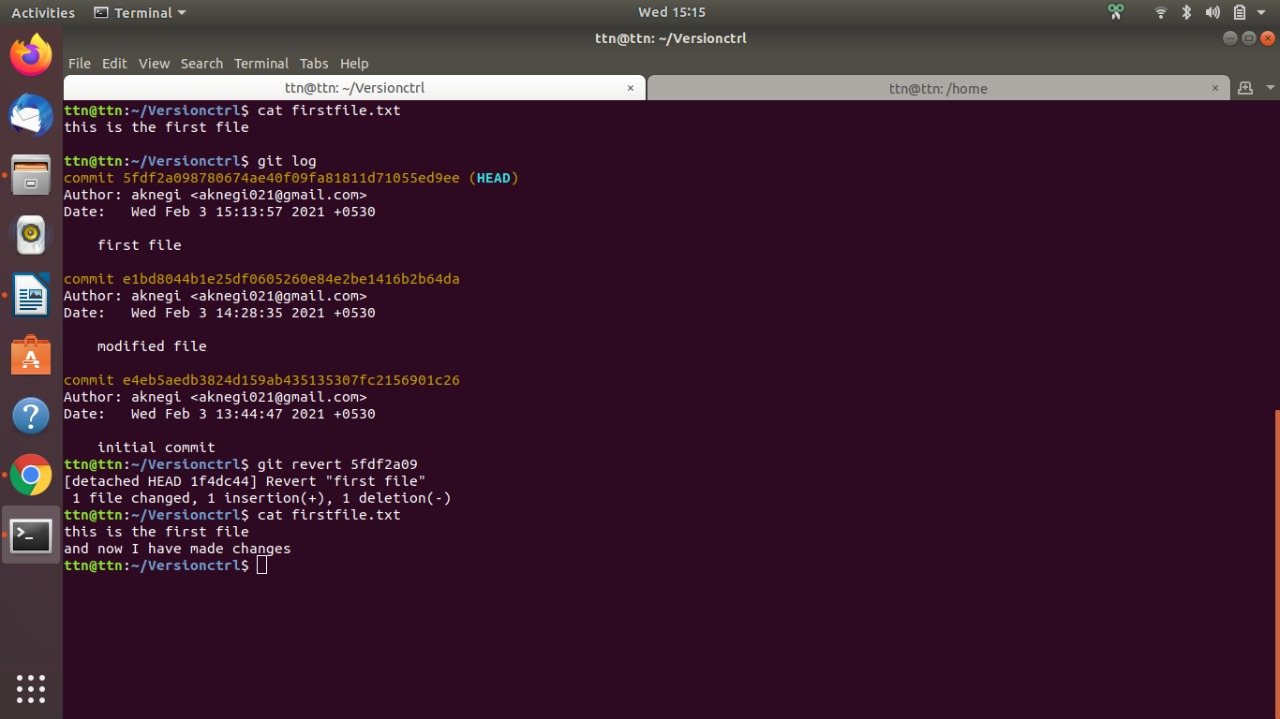 Activities Terminal Wed 15:15
ttn@ttn: ~/Versionctrl
File Edit View Search Terminal Tabs Help
ttn@ttn: ~/Versionctrl × ttn@ttn: /home ×
ttn@ttn:~/Versionctrl$ cat firstfile.txt
this is the first file
ttn@ttn:~/Versionctrl$ git log
commit 5fdf2a098780674ae40f09fa81811d71055ed9ee (HEAD)
Author: aknegi <aknegi021@gmail.com>
Date:   Wed Feb 3 15:13:57 2021 +0530
    first file
commit e1bd8044b1e25df0605260e84e2be1416b2b64da
Author: aknegi <aknegi021@gmail.com>
Date:   Wed Feb 3 14:28:35 2021 +0530
    modified file
commit e4eb5aedb3824d159ab435135307fc2156901c26
Author: aknegi <aknegi021@gmail.com>
Date:   Wed Feb 3 13:44:47 2021 +0530
    initial commit
ttn@ttn:~/Versionctrl$ git revert 5fdf2a09
[detached HEAD 1f4dc44] Revert "first file"
 1 file changed, 1 insertion(+), 1 deletion(-)
ttn@ttn:~/Versionctrl$ cat firstfile.txt
this is the first file
and now I have made changes
ttn@ttn:~/Versionctrl$